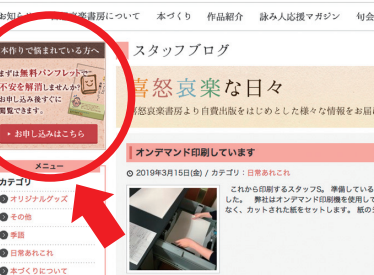 お知ら
楽書房について 本づくり 作品紹介 詠み人応援マガジン 句会
本作りで悩まれている方へ
まずは無料パンフレットで
不安を解消しませんか?
お申し込み後すぐに
閲覧できます。
お申し込みはこちら
メニュー
カテゴリ
オリジナルグッズ
その他
季語
日常あれこれ
本づくりについて
スタッフブログ
喜怒哀楽な日々
喜怒哀楽書房より自費出版をはじめとした様々な情報をお届
オンデマンド印刷しています
2019年3月15日(金) / カテゴリ:日常あれこれ
これから印刷するスタッフS。 準備している
した。 弊社はオンデマンド印刷機を使用して
なく、カットされた紙をセットします。 紙の